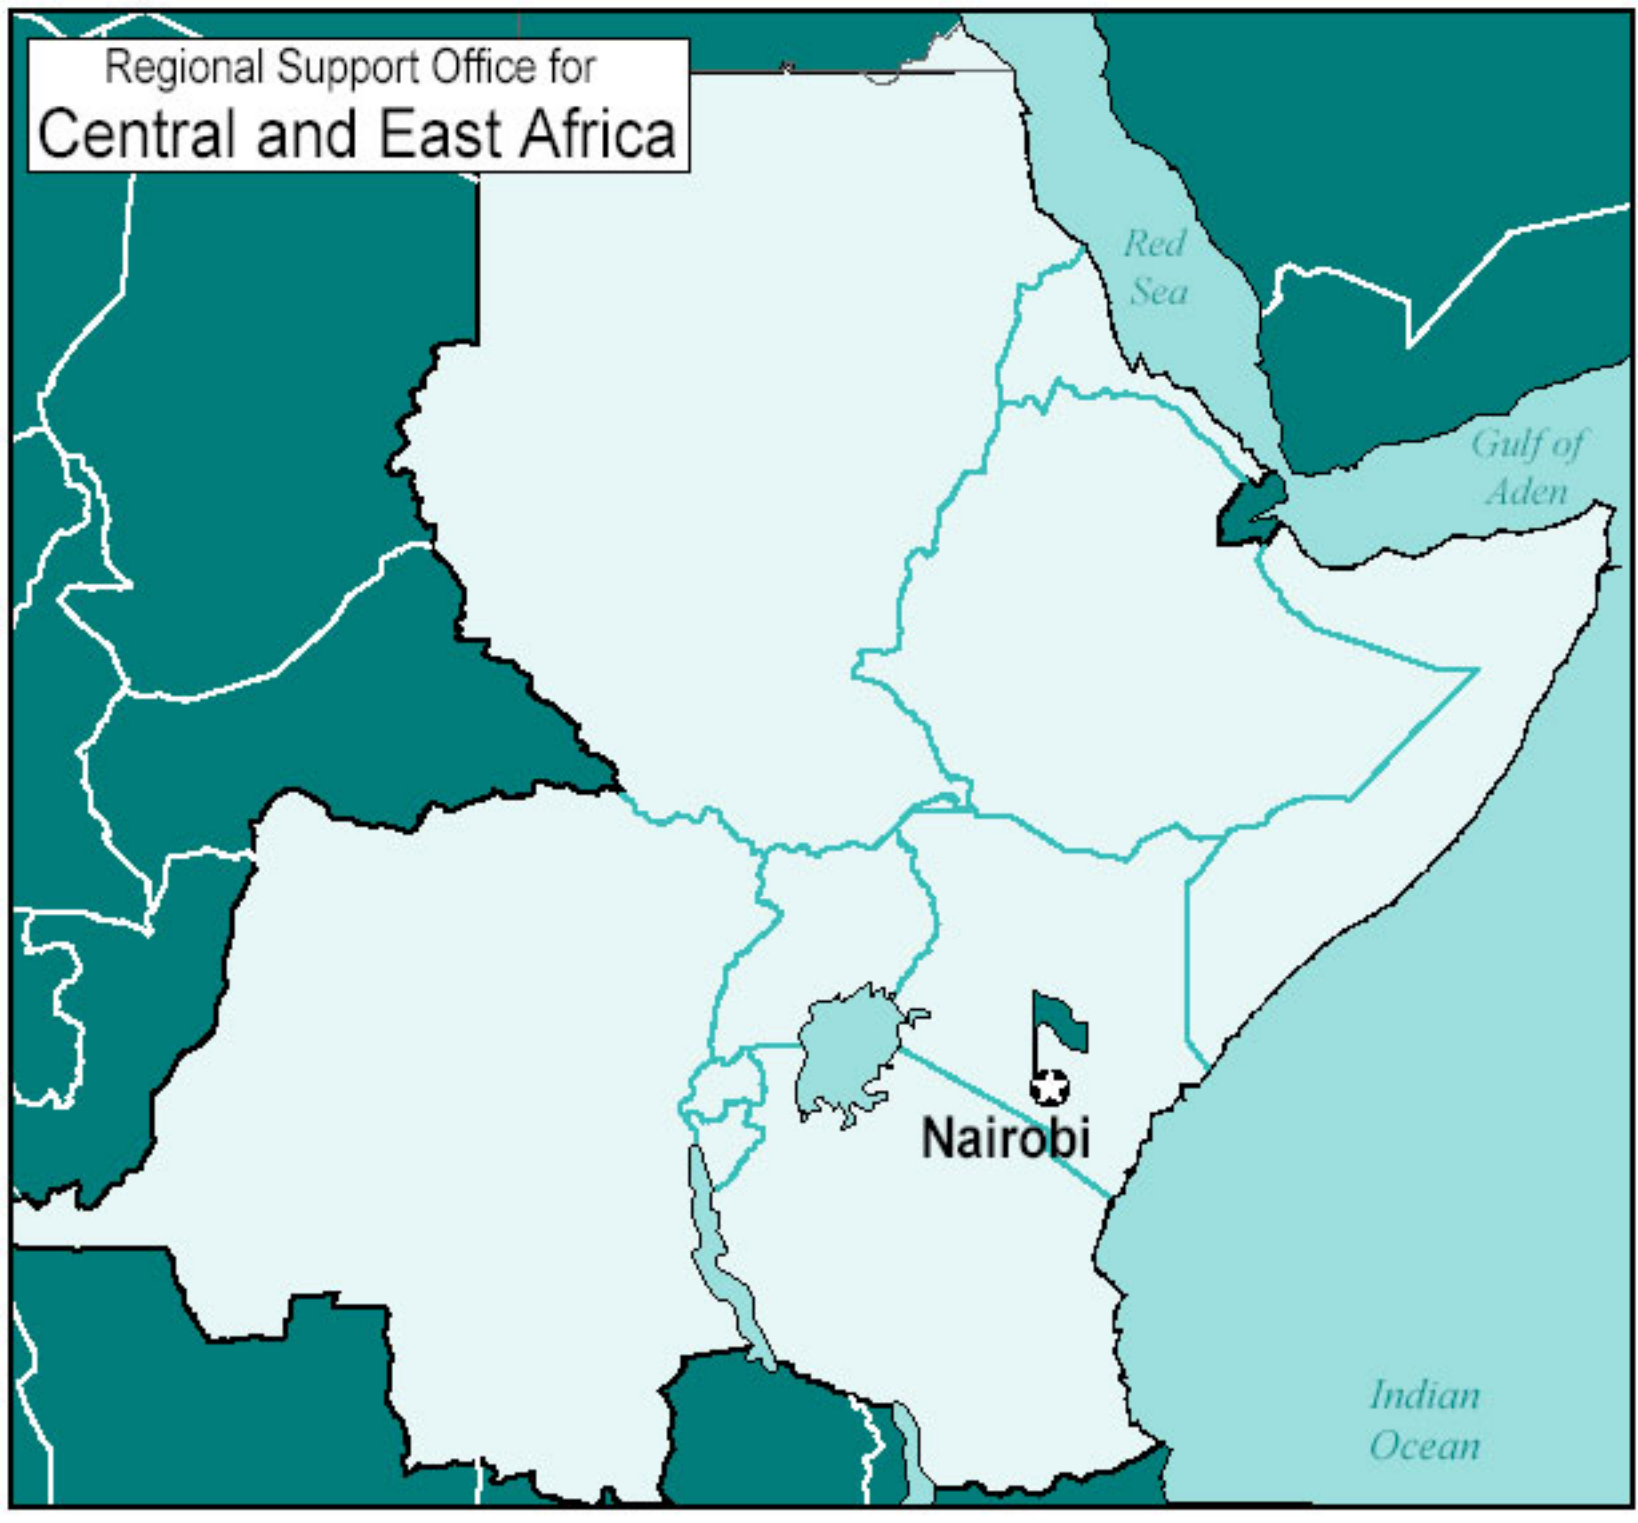 Regional Support Office for
Central and East Africa
Red
Sea
Gulf of
Aden
Nairobi
Indian
Ocean